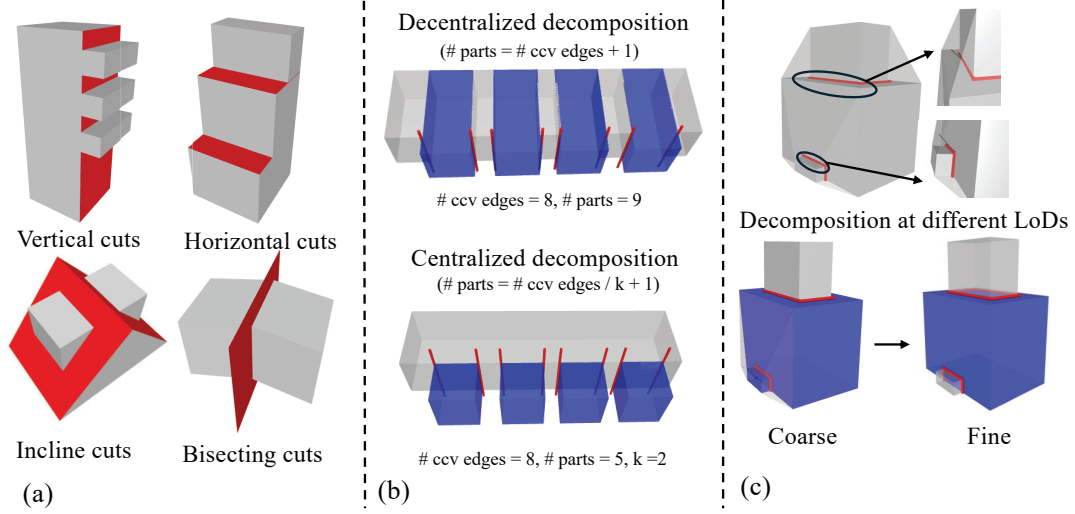 Vertical cuts
Horizontal cuts
Incline cuts
Bisecting cuts
(a)
Decentralized decomposition
(# parts = # ccv edges + 1)
# ccv edges = 8, # parts = 9
Centralized decomposition
(# parts = # ccv edges / k + 1)
# ccv edges = 8, # parts = 5, k =2
(b)
Decomposition at different LoDs
Coarse
Fine
(c)